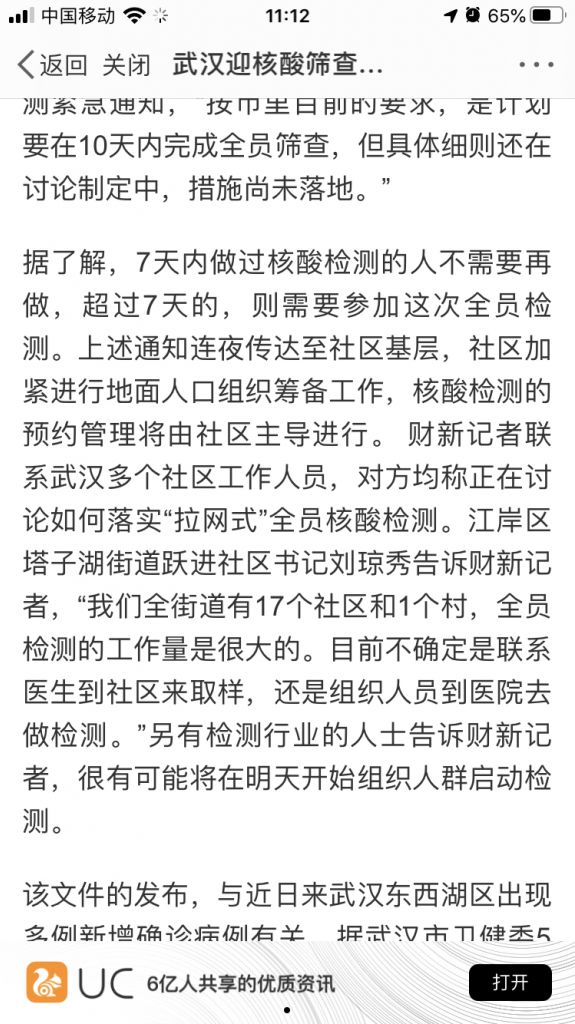 中国移动 11:12 65%
返回 关闭 武汉迎核酸筛查...
测紧急通知，“按市里目前的要求，是计划
要在10天内完成全员筛查，但具体细则还在
讨论制定中，措施尚未落地。”
据了解，7天内做过核酸检测的人不需要再
做，超过7天的，则需要参加这次全员检
测。上述通知连夜传达至社区基层，社区加
紧进行地面人口组织筹备工作，核酸检测的
预约管理将由社区主导进行。 财新记者联
系武汉多个社区工作人员，对方均称正在讨
论如何落实“拉网式”全员核酸检测。江岸区
塔子湖街道跃进社区书记刘琼秀告诉财新记
者，“我们全街道有17个社区和1个村，全员
检测的工作量是很大的。目前不确定是联系
医生到社区来取样，还是组织人员到医院去
做检测。”另有检测行业的人士告诉财新记
者，很有可能将在明天开始组织人群启动检
测。
该文件的发布，与近日来武汉东西湖区出现
多例新增确诊病例有关。据武汉市卫健委5
UC 6亿人共享的优质资讯 打开